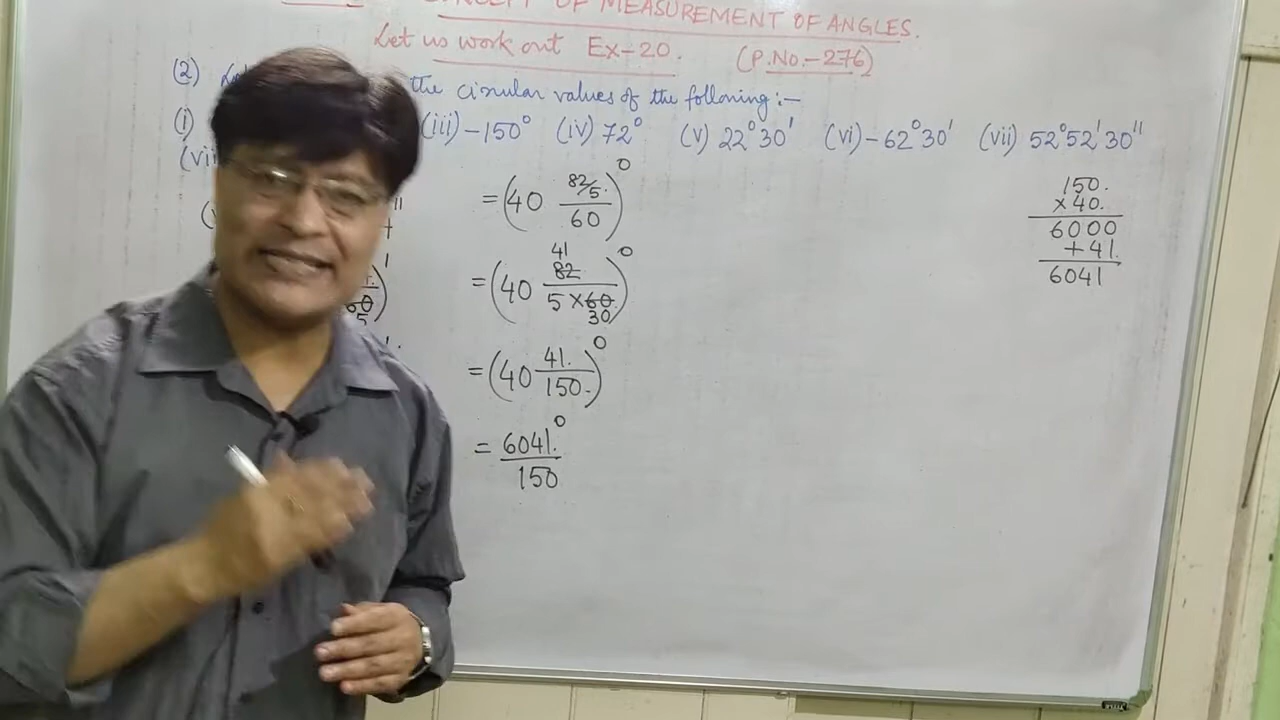 CONCEPT OF MEASUREMENT OF ANGLES.
Let us work out Ex-20. (P.No.-276)
(2) the circular values of the following:-
(i) (iii) -150° (iv) 72° (v) 22°30' (vi) -62°30' (vii) 52°52'30"
= (40 82/5/60)°
= (40 82/5×60)° 41 30
= (40 41/150)°
= 6041°/150
150
×40
6000
+41
6041